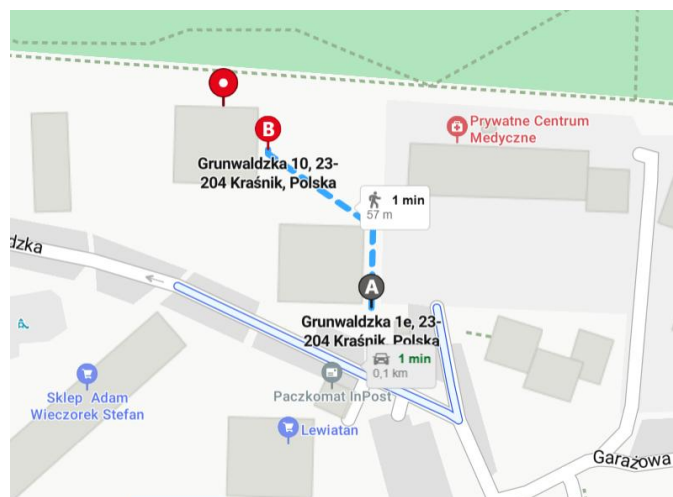 B
Prywatne Centrum
Medyczne
Grunwaldzka 10, 23-
204 Kraśnik, Polska
1 min
57 m
dzka
A
Grunwaldzka 1e, 23-
204 Kraśnik, Polska
1 min
0,1 km
Sklep Adam
Wieczorek Stefan
Paczkomat InPost
Lewiatan
Garażowa